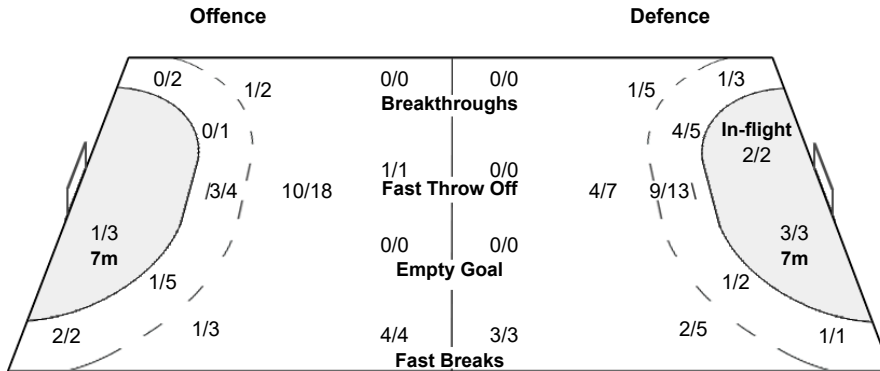 Offence Defence
0/2 1/2 0/0 0/0 1/5 1/3
Breakthroughs
0/1 4/5 In-flight
2/2
1/1 0/0
3/4 10/18 Fast Throw Off 4/7 9/13
1/3 3/3
7m 0/0 0/0 7m
Empty Goal
1/5 1/2
2/2 1/3 4/4 3/3 2/5 1/1
Fast Breaks